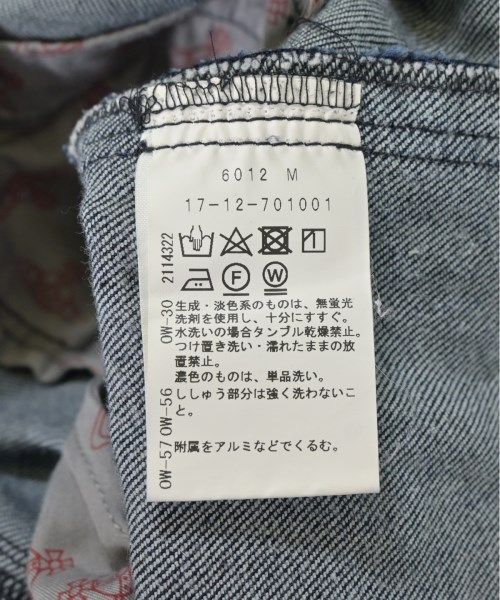 6012 M
17-12-701001
F W
生成・淡色系のものは、無蛍光
洗剤を使用し、十分にすすぐ。
水洗いの場合タンブル乾燥禁止。
つけ置き洗い・濡れたままの放
置禁止。
濃色のものは、単品洗い。
ししゅう部分は強く洗わないこ
と。
附属をアルミなどでくるむ。
OW-57 OW-56 OW-30 2114322